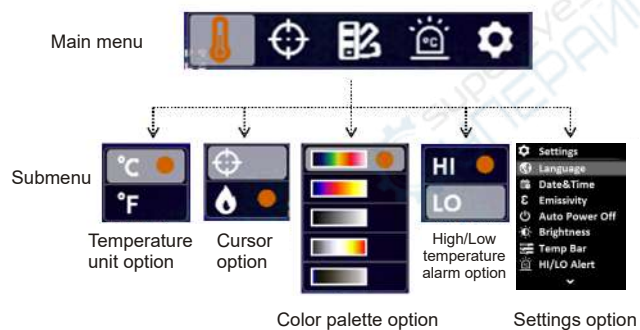 Main menu
°C
Submenu
°C
°F
HI
LO
Settings
Language
Date&Time
Emissivity
Auto Power Off
Brightness
Temp Bar
HI/LO Alert
Temperature
unit option
Cursor
option
High/Low
temperature
alarm option
Color palette option
Settings option